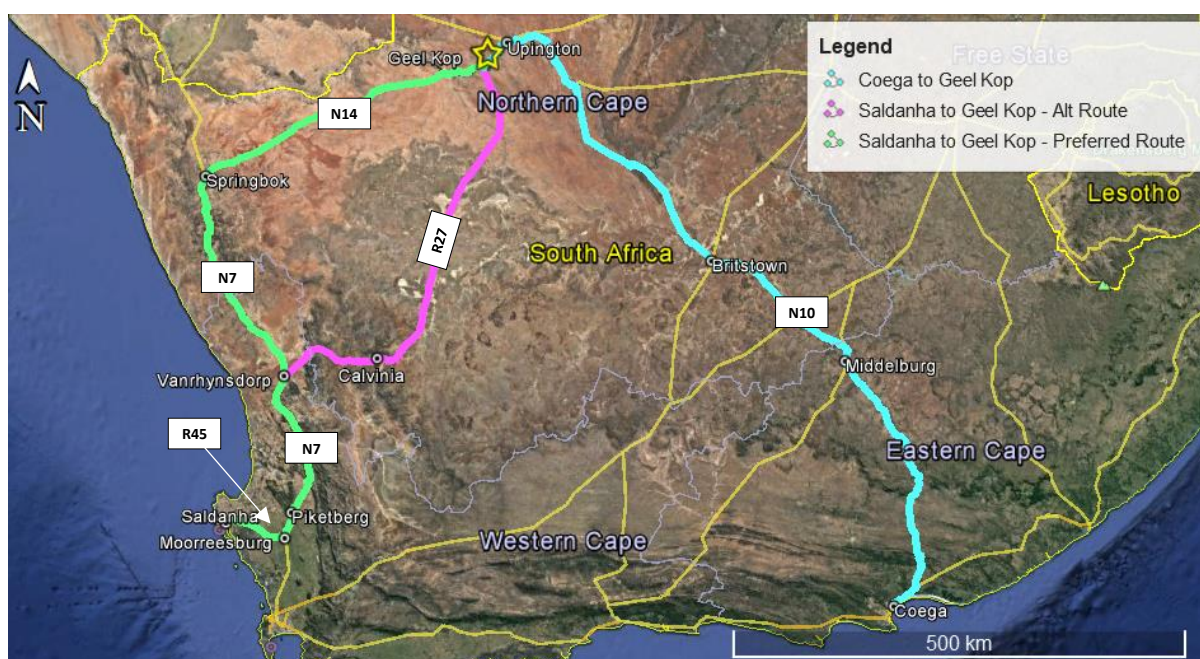 Legend
Coega to Geel Kop
Saldanha to Geel Kop - Alt Route
Saldanha to Geel Kop - Preferred Route
Free State
N
Geel Kop
Upington
Northern Cape
N14
Springbok
Lesotho
R27
South Africa
N7
Britstown
N10
Vanrhynsdorp
Calvinia
Middelburg
R45
N7
Eastern Cape
Saldanha
Piketberg
Moorreesburg
Western Cape
Coega
500 km